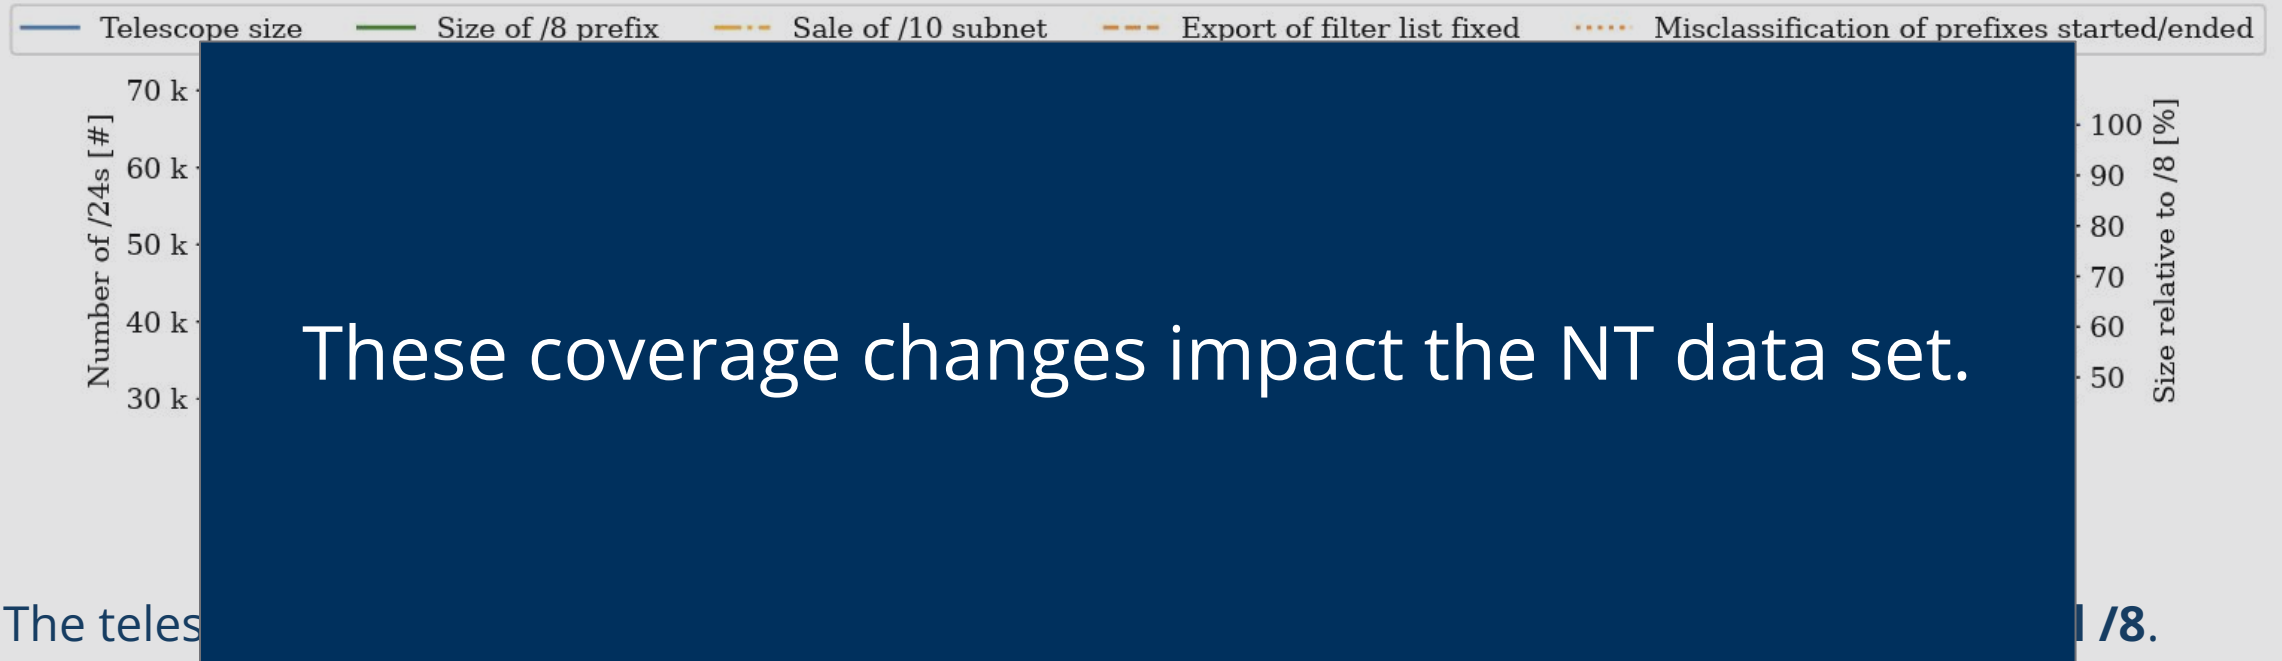 Telescope size Size of /8 prefix Sale of /10 subnet Export of filter list fixed Misclassification of prefixes started/ended
70 k
60 k
50 k
40 k
30 k
Number of /24s [#]
These coverage changes impact the NT data set.
100
90
80
70
60
50
Size relative to /8 [%]
The /8.